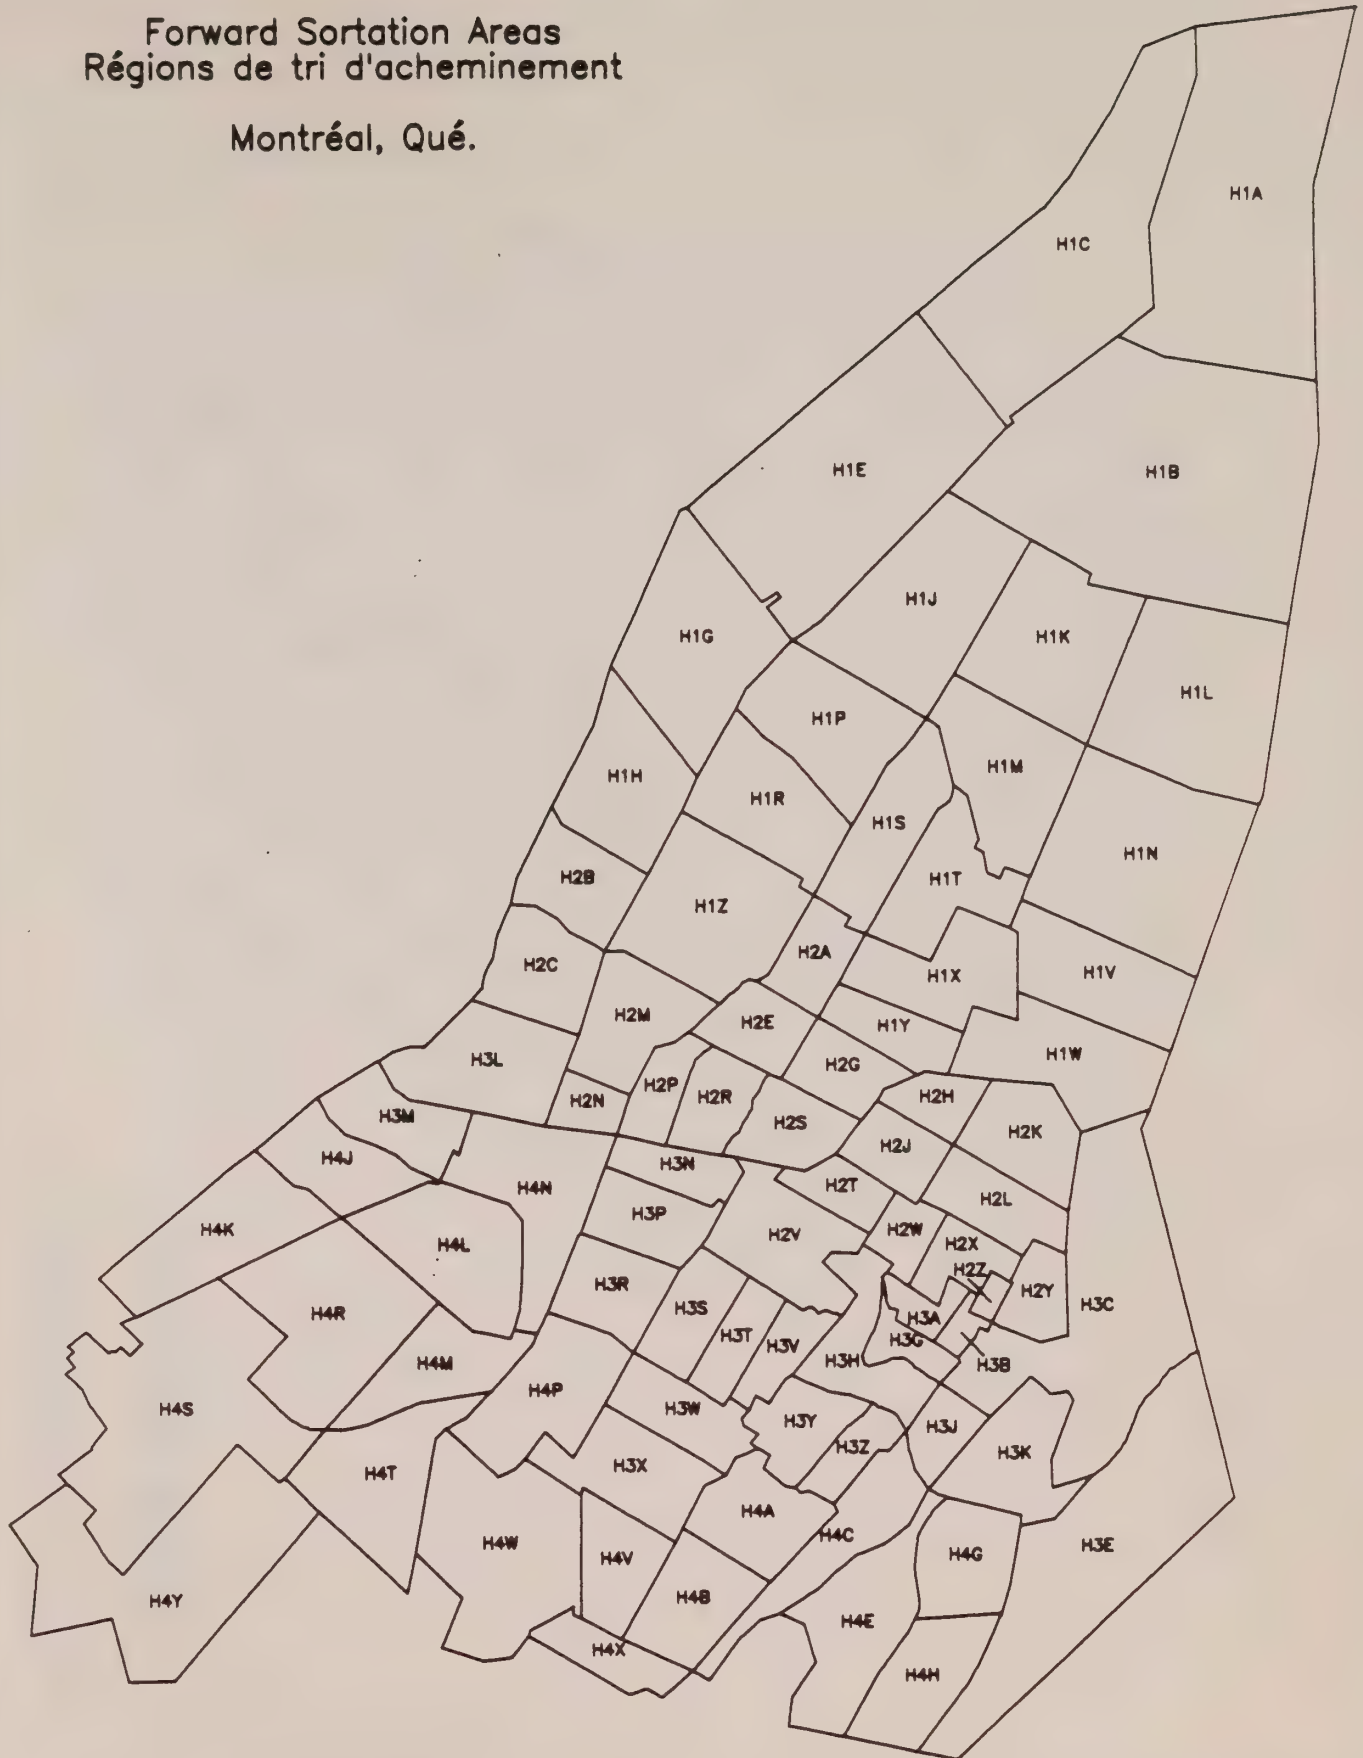 Forward Sortation Areas
Régions de tri d'acheminement
Montréal, Qué.
H1A
H1C
H1E
H1B
H1J
H1G
H1K
H1L
H1P
H1M
H1H
H1R
H1S
H1N
H1T
H2B
H1Z
H2A
H2C
H1X
H1V
H2M
H2E
H1Y
H1W
H3L
H2G
H2P
H2R
H2H
H2N
H3M
H2S
H2K
H2J
H4J
H3N
H2T
H4N
H2L
H3P
H4K
H2W
H2V
H4L
H2X
H2Z
H3R
H2Y
H3C
H3S
H4R
H3A
H3T
H3G
H3V
H3H
H4M
H3B
H4P
H4S
H3W
H3Y
H3J
H3Z
H3K
H4T
H3X
H4A
H4C
H4W
H3E
H4G
H4V
H4B
H4Y
H4E
H4X
H4H